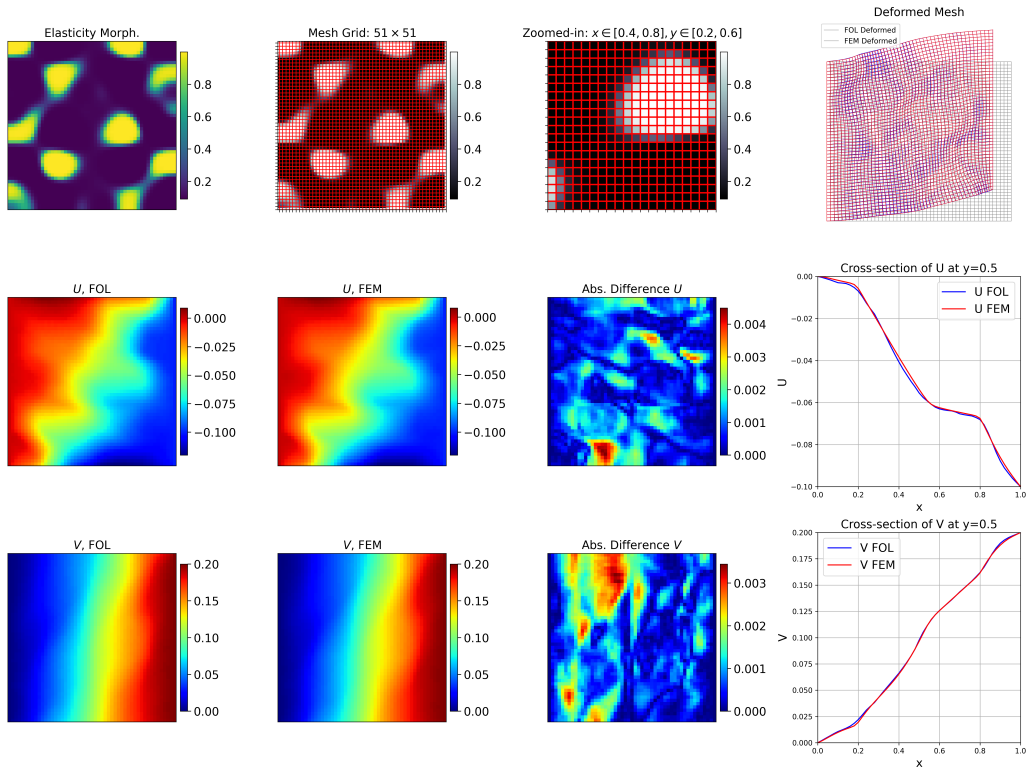 Elasticity Morph.
0.8
0.6
0.4
0.2
Mesh Grid: 51 × 51
0.8
0.6
0.4
0.2
Zoomed-in: x ∈ [0.4, 0.8], y ∈ [0.2, 0.6]
0.8
0.6
0.4
0.2
Deformed Mesh
FOL Deformed
FEM Deformed
U, FOL
0.000
−0.025
−0.050
−0.075
−0.100
U, FEM
0.000
−0.025
−0.050
−0.075
−0.100
Abs. Difference U
0.004
0.003
0.002
0.001
0.000
Cross-section of U at y=0.5
U FOL
U FEM
0.00
−0.02
−0.04
−0.06
−0.08
−0.10
U
0.0 0.2 0.4 0.6 0.8 1.0
x
V, FOL
0.20
0.15
0.10
0.05
0.00
V, FEM
0.20
0.15
0.10
0.05
0.00
Abs. Difference V
0.003
0.002
0.001
0.000
Cross-section of V at y=0.5
V FOL
V FEM
0.200
0.175
0.150
0.125
0.100
0.075
0.050
0.025
0.000
V
0.0 0.2 0.4 0.6 0.8 1.0
x